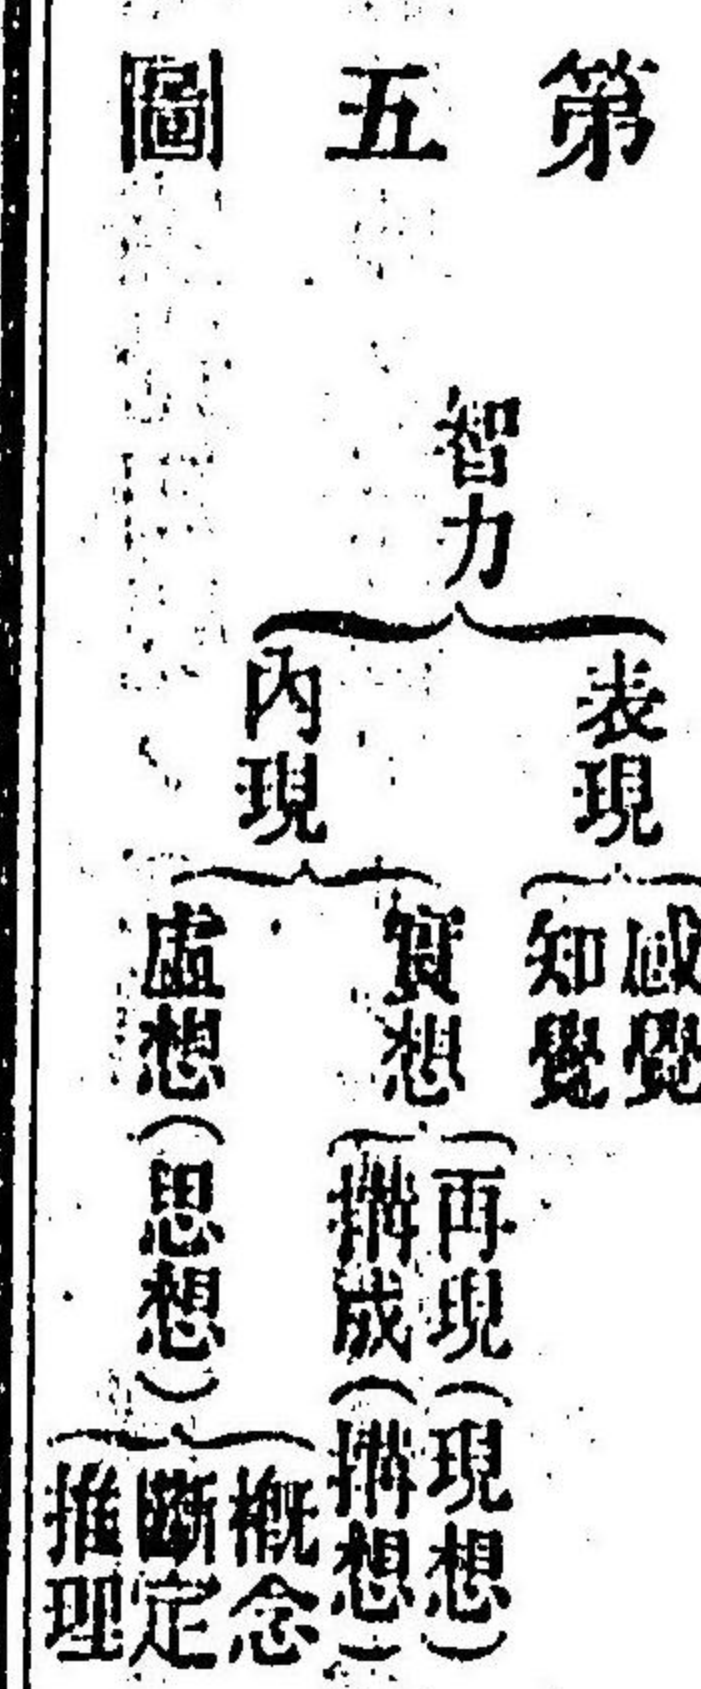 第五圖
智力
表現
感覺
知覺
內現
實想
再現(現想)
搆成(搆想)
虛想(思想)
概念
斷定
推理